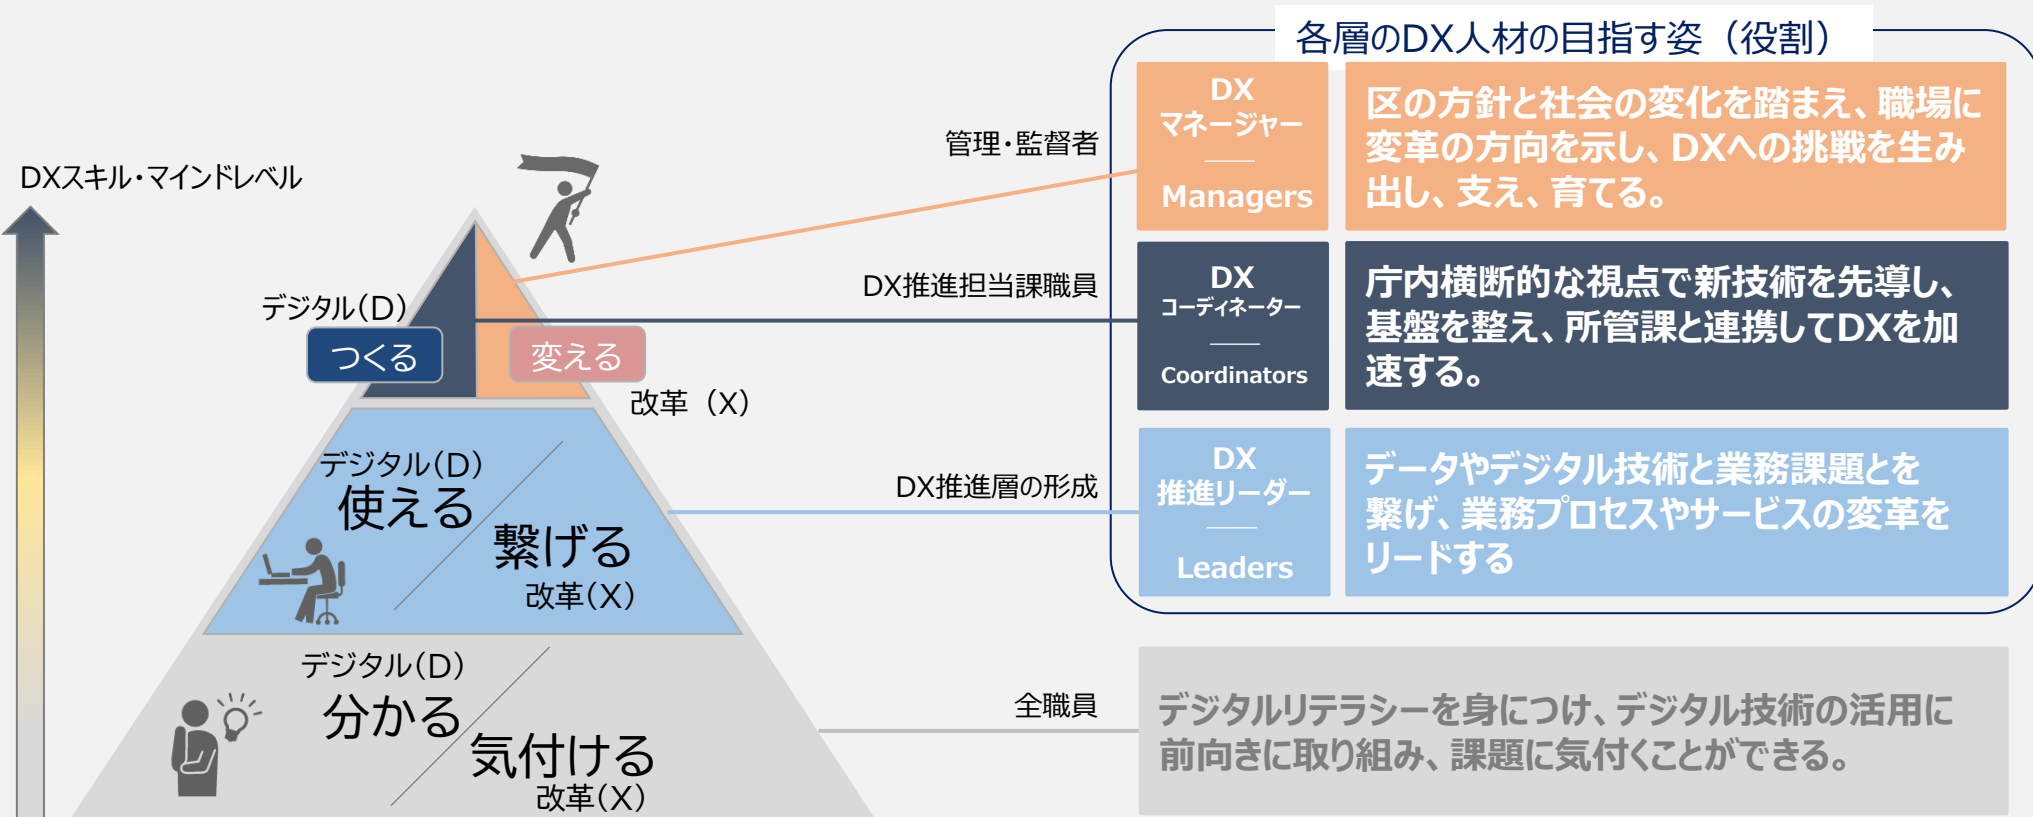 各層のDX人材の目指す姿（役割）
DXスキル・マインドレベル
管理・監督者
DX
マネージャー
Managers
区の方針と社会の変化を踏まえ、職場に
変革の方向を示し、DXへの挑戦を生み
出し、支え、育てる。
デジタル(D)
つくる
変える
改革（X）
DX推進担当課職員
DX
コーディネーター
Coordinators
庁内横断的な視点で新技術を先導し、
基盤を整え、所管課と連携してDXを加
速する。
デジタル(D)
使える
繋げる
改革(X)
DX推進層の形成
DX
推進リーダー
Leaders
データやデジタル技術と業務課題とを
繋げ、業務プロセスやサービスの変革を
リードする
デジタル(D)
分かる
気付ける
改革(X)
全職員
デジタルリテラシーを身につけ、デジタル技術の活用に
前向きに取り組み、課題に気付くことができる。